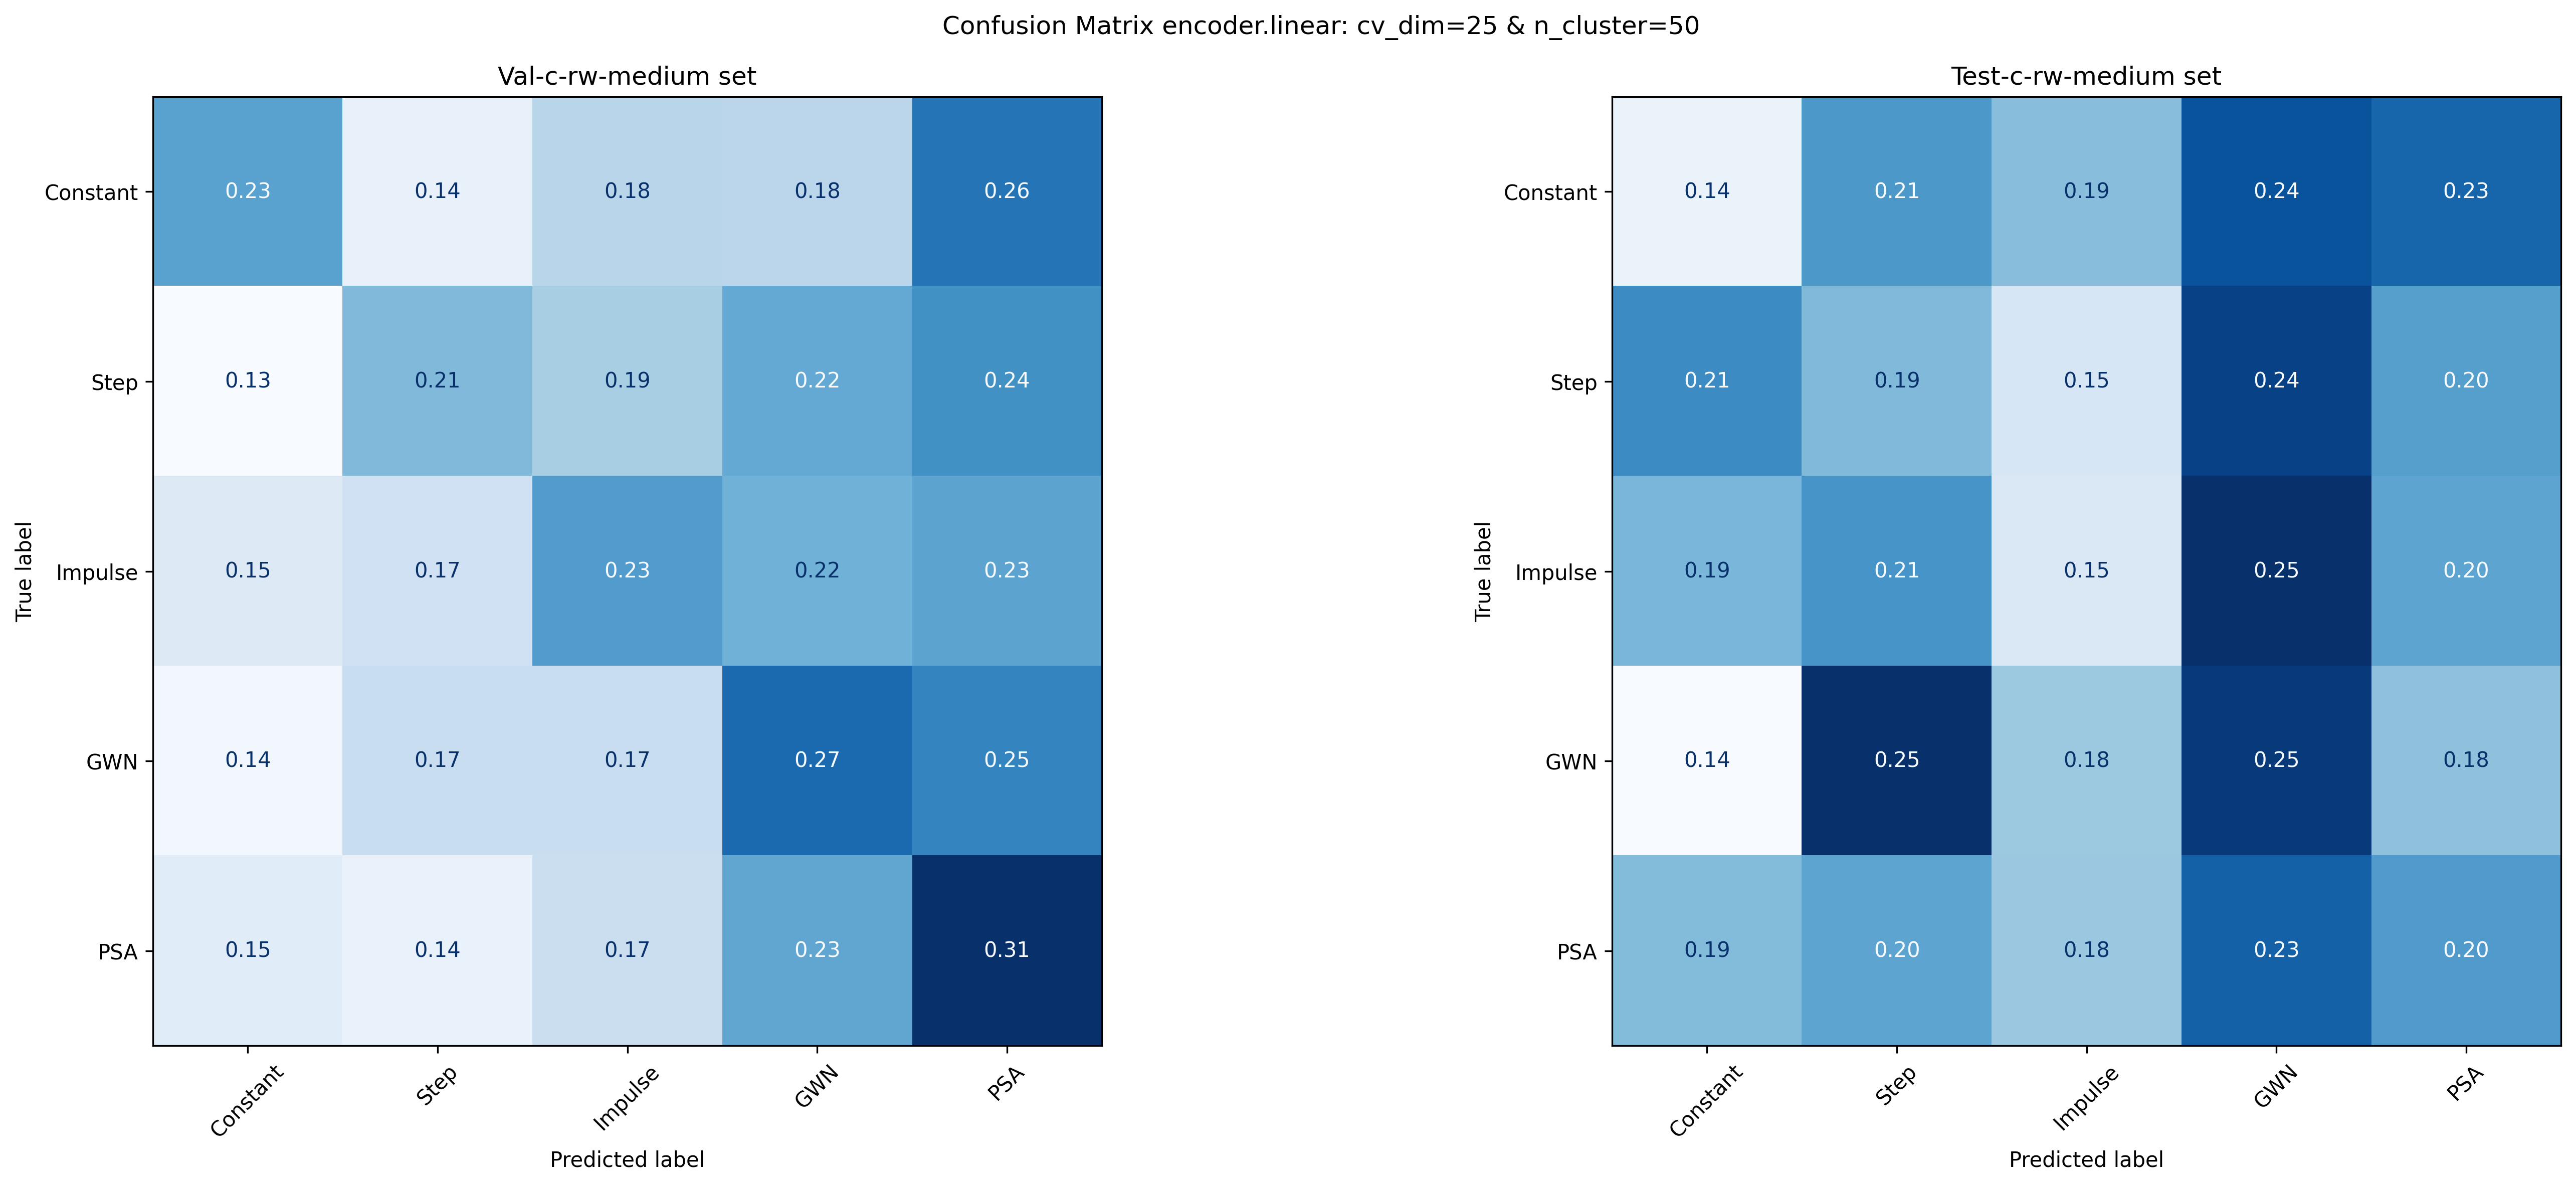 Confusion Matrix encoder.linear: cv_dim=25 & n_cluster=50
Val-c-rw-medium set
True label
Constant 0.23 0.14 0.18 0.18 0.26
Step 0.13 0.21 0.19 0.22 0.24
Impulse 0.15 0.17 0.23 0.22 0.23
GWN 0.14 0.17 0.17 0.27 0.25
PSA 0.15 0.14 0.17 0.23 0.31
Constant Step Impulse GWN PSA
Predicted label
Test-c-rw-medium set
True label
Constant 0.14 0.21 0.19 0.24 0.23
Step 0.21 0.19 0.15 0.24 0.20
Impulse 0.19 0.21 0.15 0.25 0.20
GWN 0.14 0.25 0.18 0.25 0.18
PSA 0.19 0.20 0.18 0.23 0.20
Constant Step Impulse GWN PSA
Predicted label